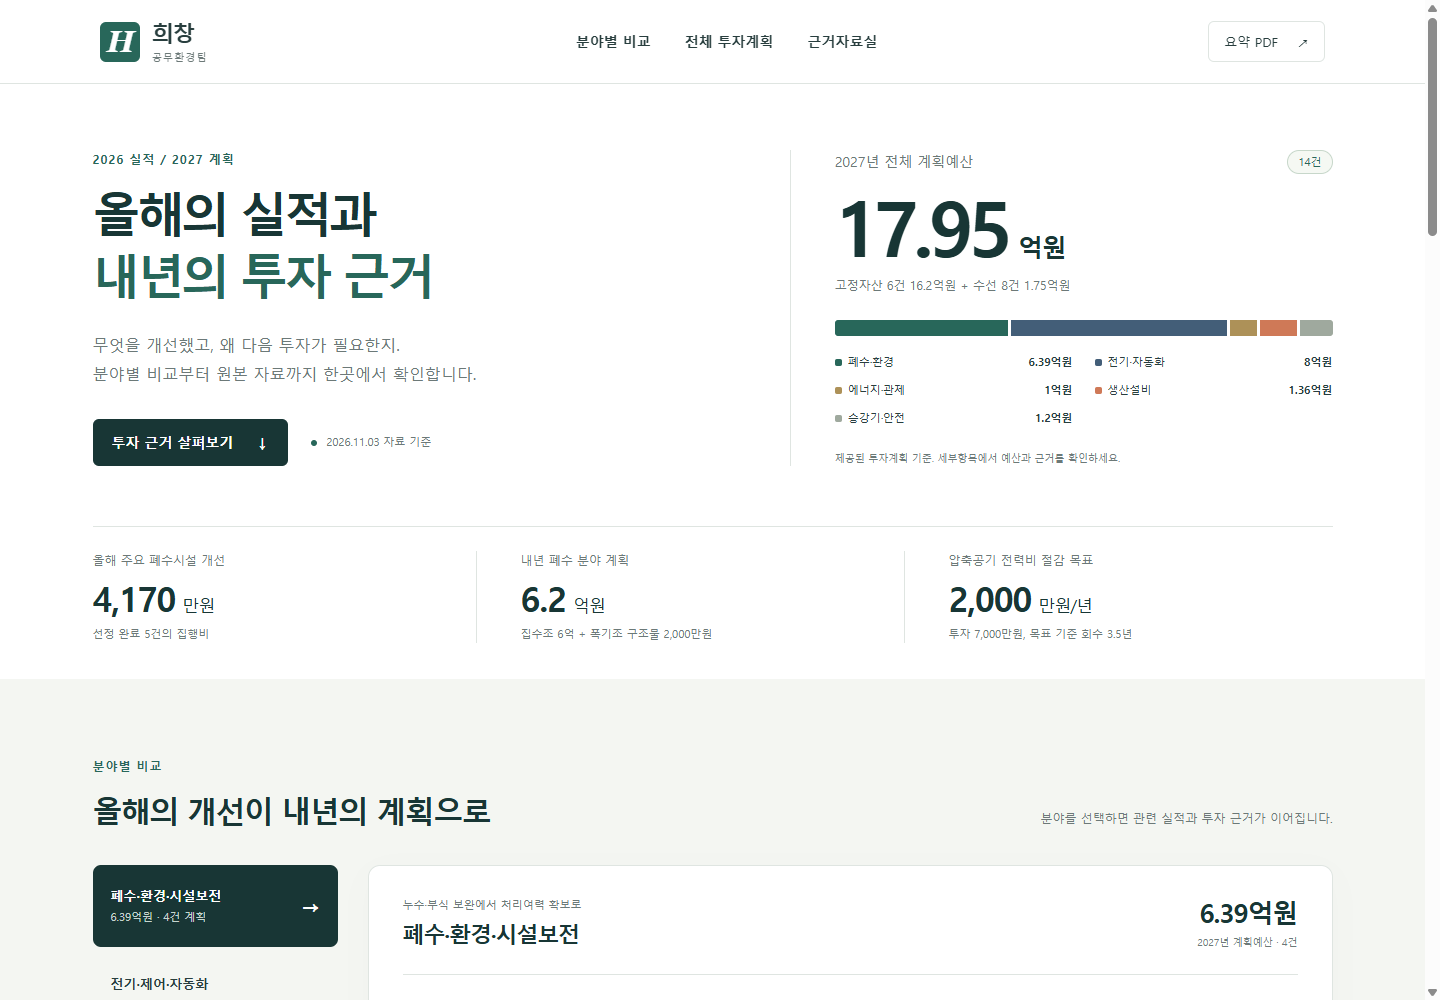 H
희창
공무환경팀
분야별 비교
전체 투자계획
근거자료실
요약 PDF ↗
2026 실적 / 2027 계획
올해의 실적과
내년의 투자 근거
무엇을 개선했고, 왜 다음 투자가 필요한지.
분야별 비교부터 원본 자료까지 한곳에서 확인합니다.
투자 근거 살펴보기 ↓
2026.11.03 자료 기준
2027년 전체 계획예산
14건
17.95 억원
고정자산 6건 16.2억원 + 수선 8건 1.75억원
폐수·환경 6.39억원
전기·자동화 8억원
에너지·관제 1억원
생산설비 1.36억원
승강기·안전 1.2억원
제공된 투자계획 기준. 세부항목에서 예산과 근거를 확인하세요.
올해 주요 폐수시설 개선
4,170 만원
선정 완료 5건의 집행비
내년 폐수 분야 계획
6.2 억원
집수조 6억 + 폭기조 구조물 2,000만원
압축공기 전력비 절감 목표
2,000 만원/년
투자 7,000만원, 목표 기준 회수 3.5년
분야별 비교
올해의 개선이 내년의 계획으로
분야를 선택하면 관련 실적과 투자 근거가 이어집니다.
폐수·환경·시설보전
6.39억원 · 4건 계획
→
전기·제어·자동화
누수·부식 보완에서 처리여력 확보로
폐수·환경·시설보전
6.39억원
2027년 계획예산 · 4건